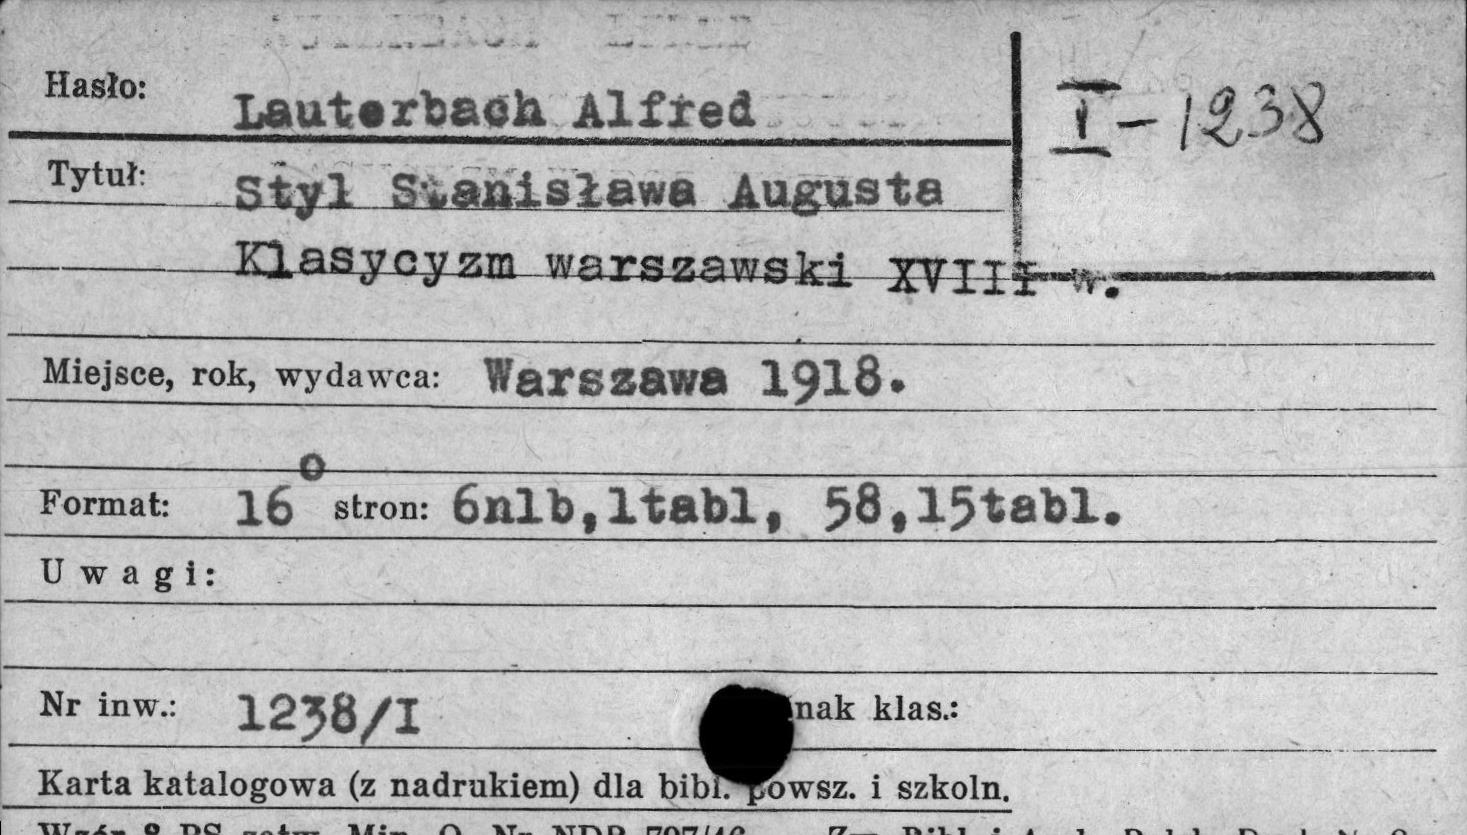 Hasło: Lauterbach Alfred
I-1238
Tytuł: Styl Stanisława Augusta
Klasycyzm warszawski XVIII w.
Miejsce, rok, wydawca: Warszawa 1918.
Format: 16° stron: 6nlb,1tabl, 58,15tabl.
Uwagi:
Nr inw.: 1238/I nak klas.:
Karta katalogowa (z nadrukiem) dla bibl. powsz. i szkoln.